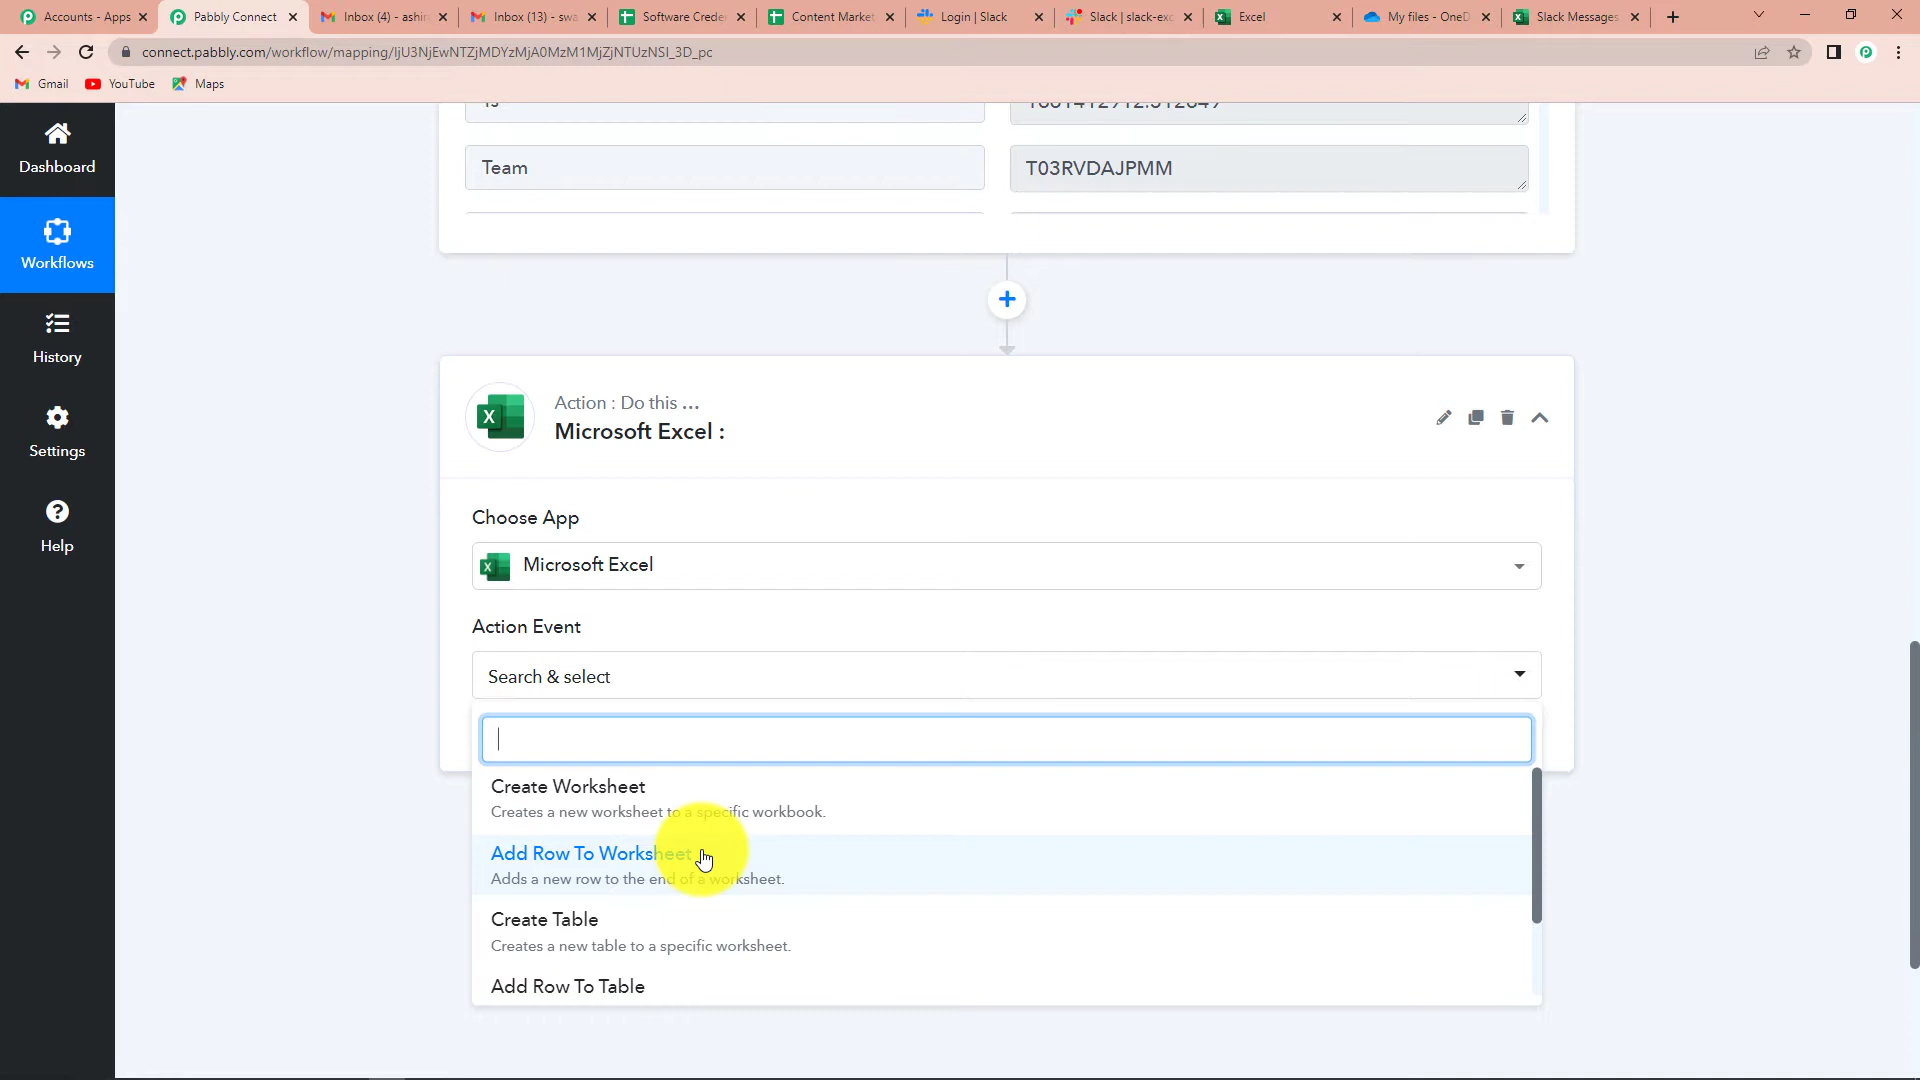 Accounts - Apps
Pabbly Connect
Inbox (4) - ashir
Inbox (13) - swa
Software Crede
Content Market
Login | Slack
Slack | slack-exc
Excel
My files - OneD
Slack Messages
connect.pabbly.com/workflow/mapping/IjU3NjEwNTZjMDYzMjA0MzM1MjZjNTUzNSI_3D_pc
Gmail
YouTube
Maps
Dashboard
Workflows
History
Settings
Help
Team
T03RVDAJPMM
Action : Do this ...
Microsoft Excel :
Choose App
Microsoft Excel
Action Event
Search & select
Create Worksheet
Creates a new worksheet to a specific workbook.
Add Row To Worksheet
Adds a new row to the end of a worksheet.
Create Table
Creates a new table to a specific worksheet.
Add Row To Table